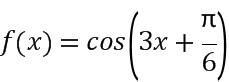 f(x) = cos(3x + π/6)